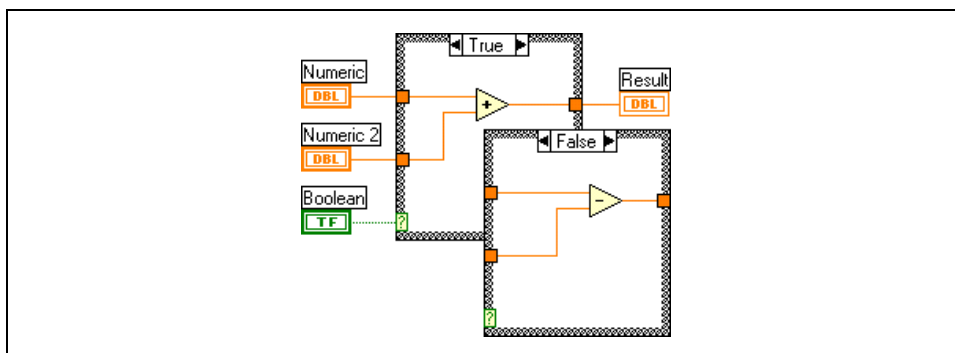 True
Numeric
DBL
+
Result
DBL
Numeric 2
DBL
False
Boolean
TF
?
−
?